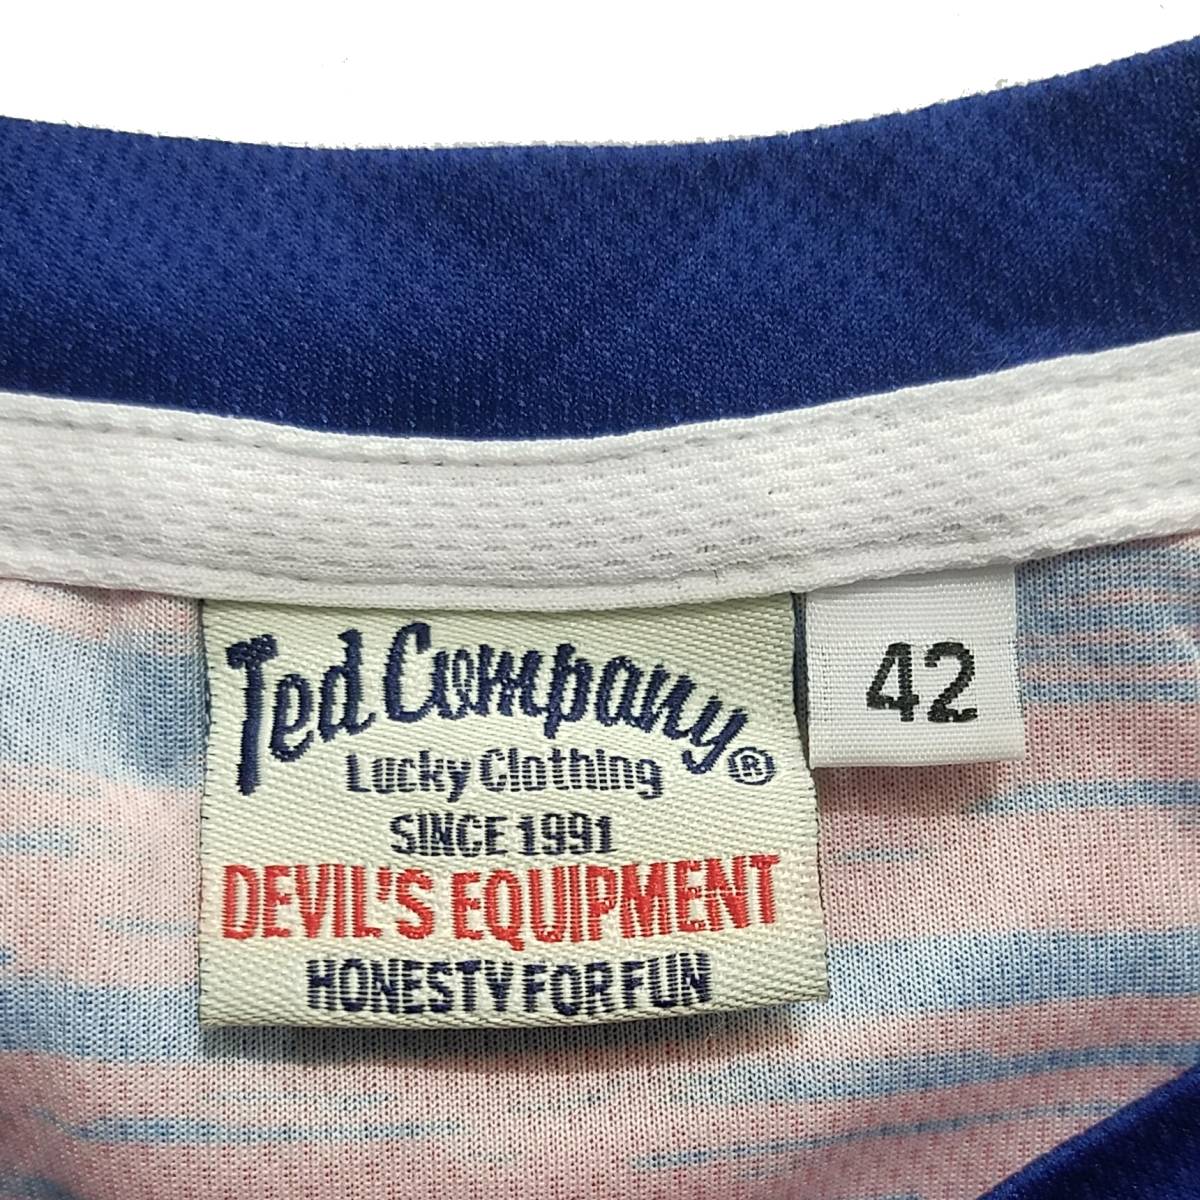 Ted Company®
Lucky Clothing
SINCE 1991
DEVIL'S EQUIPMENT
HONESTY FOR FUN
42